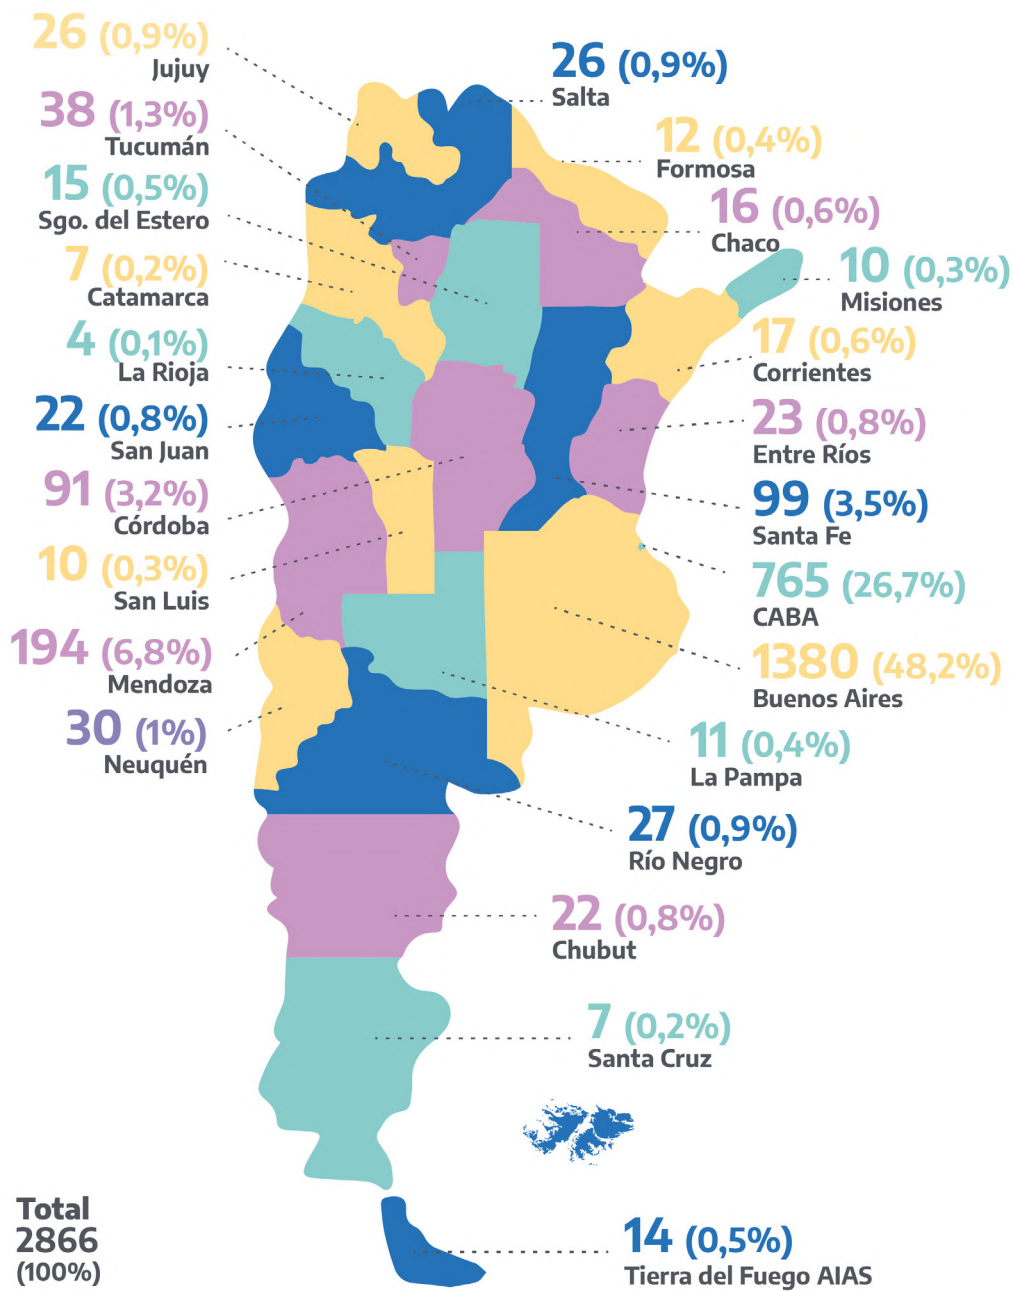 26 (0,9%)
Jujuy
38 (1,3%)
Tucumán
15 (0,5%)
Sgo. del Estero
7 (0,2%)
Catamarca
4 (0,1%)
La Rioja
22 (0,8%)
San Juan
91 (3,2%)
Córdoba
10 (0,3%)
San Luis
194 (6,8%)
Mendoza
30 (1%)
Neuquén
26 (0,9%)
Salta
12 (0,4%)
Formosa
16 (0,6%)
Chaco
10 (0,3%)
Misiones
17 (0,6%)
Corrientes
23 (0,8%)
Entre Ríos
99 (3,5%)
Santa Fe
765 (26,7%)
CABA
1380 (48,2%)
Buenos Aires
11 (0,4%)
La Pampa
27 (0,9%)
Río Negro
22 (0,8%)
Chubut
7 (0,2%)
Santa Cruz
14 (0,5%)
Tierra del Fuego AIAS
Total
2866
(100%)